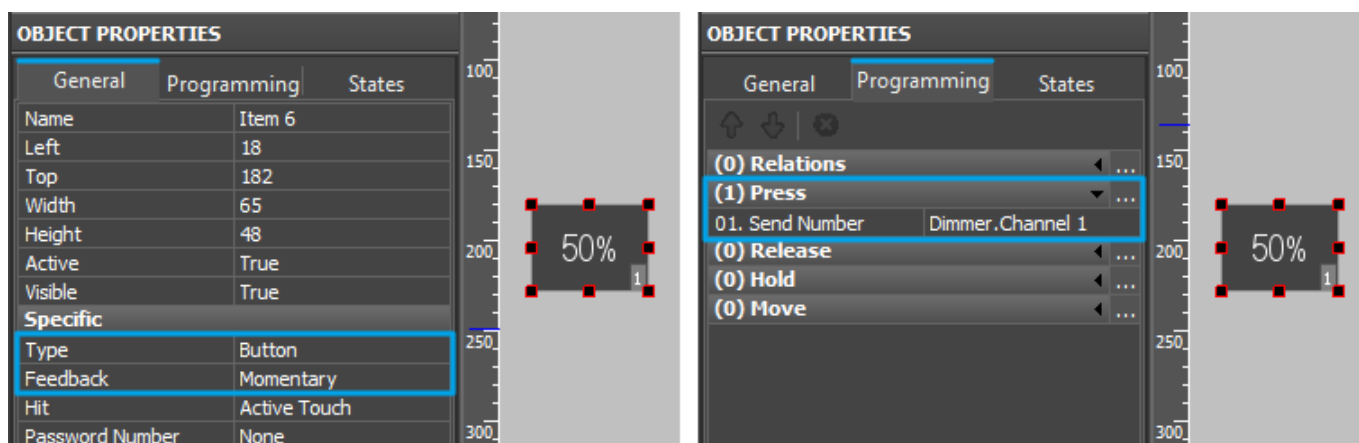 OBJECT PROPERTIES
General Programming States
Name Item 6
Left 18
Top 182
Width 65
Height 48
Active True
Visible True
Specific
Type Button
Feedback Momentary
Hit Active Touch
Password Number None
100
150
200
250
300
50%
1
OBJECT PROPERTIES
General Programming States
(0) Relations ...
(1) Press ...
01. Send Number Dimmer.Channel 1
(0) Release ...
(0) Hold ...
(0) Move ...
100
150
200
250
300
50%
1